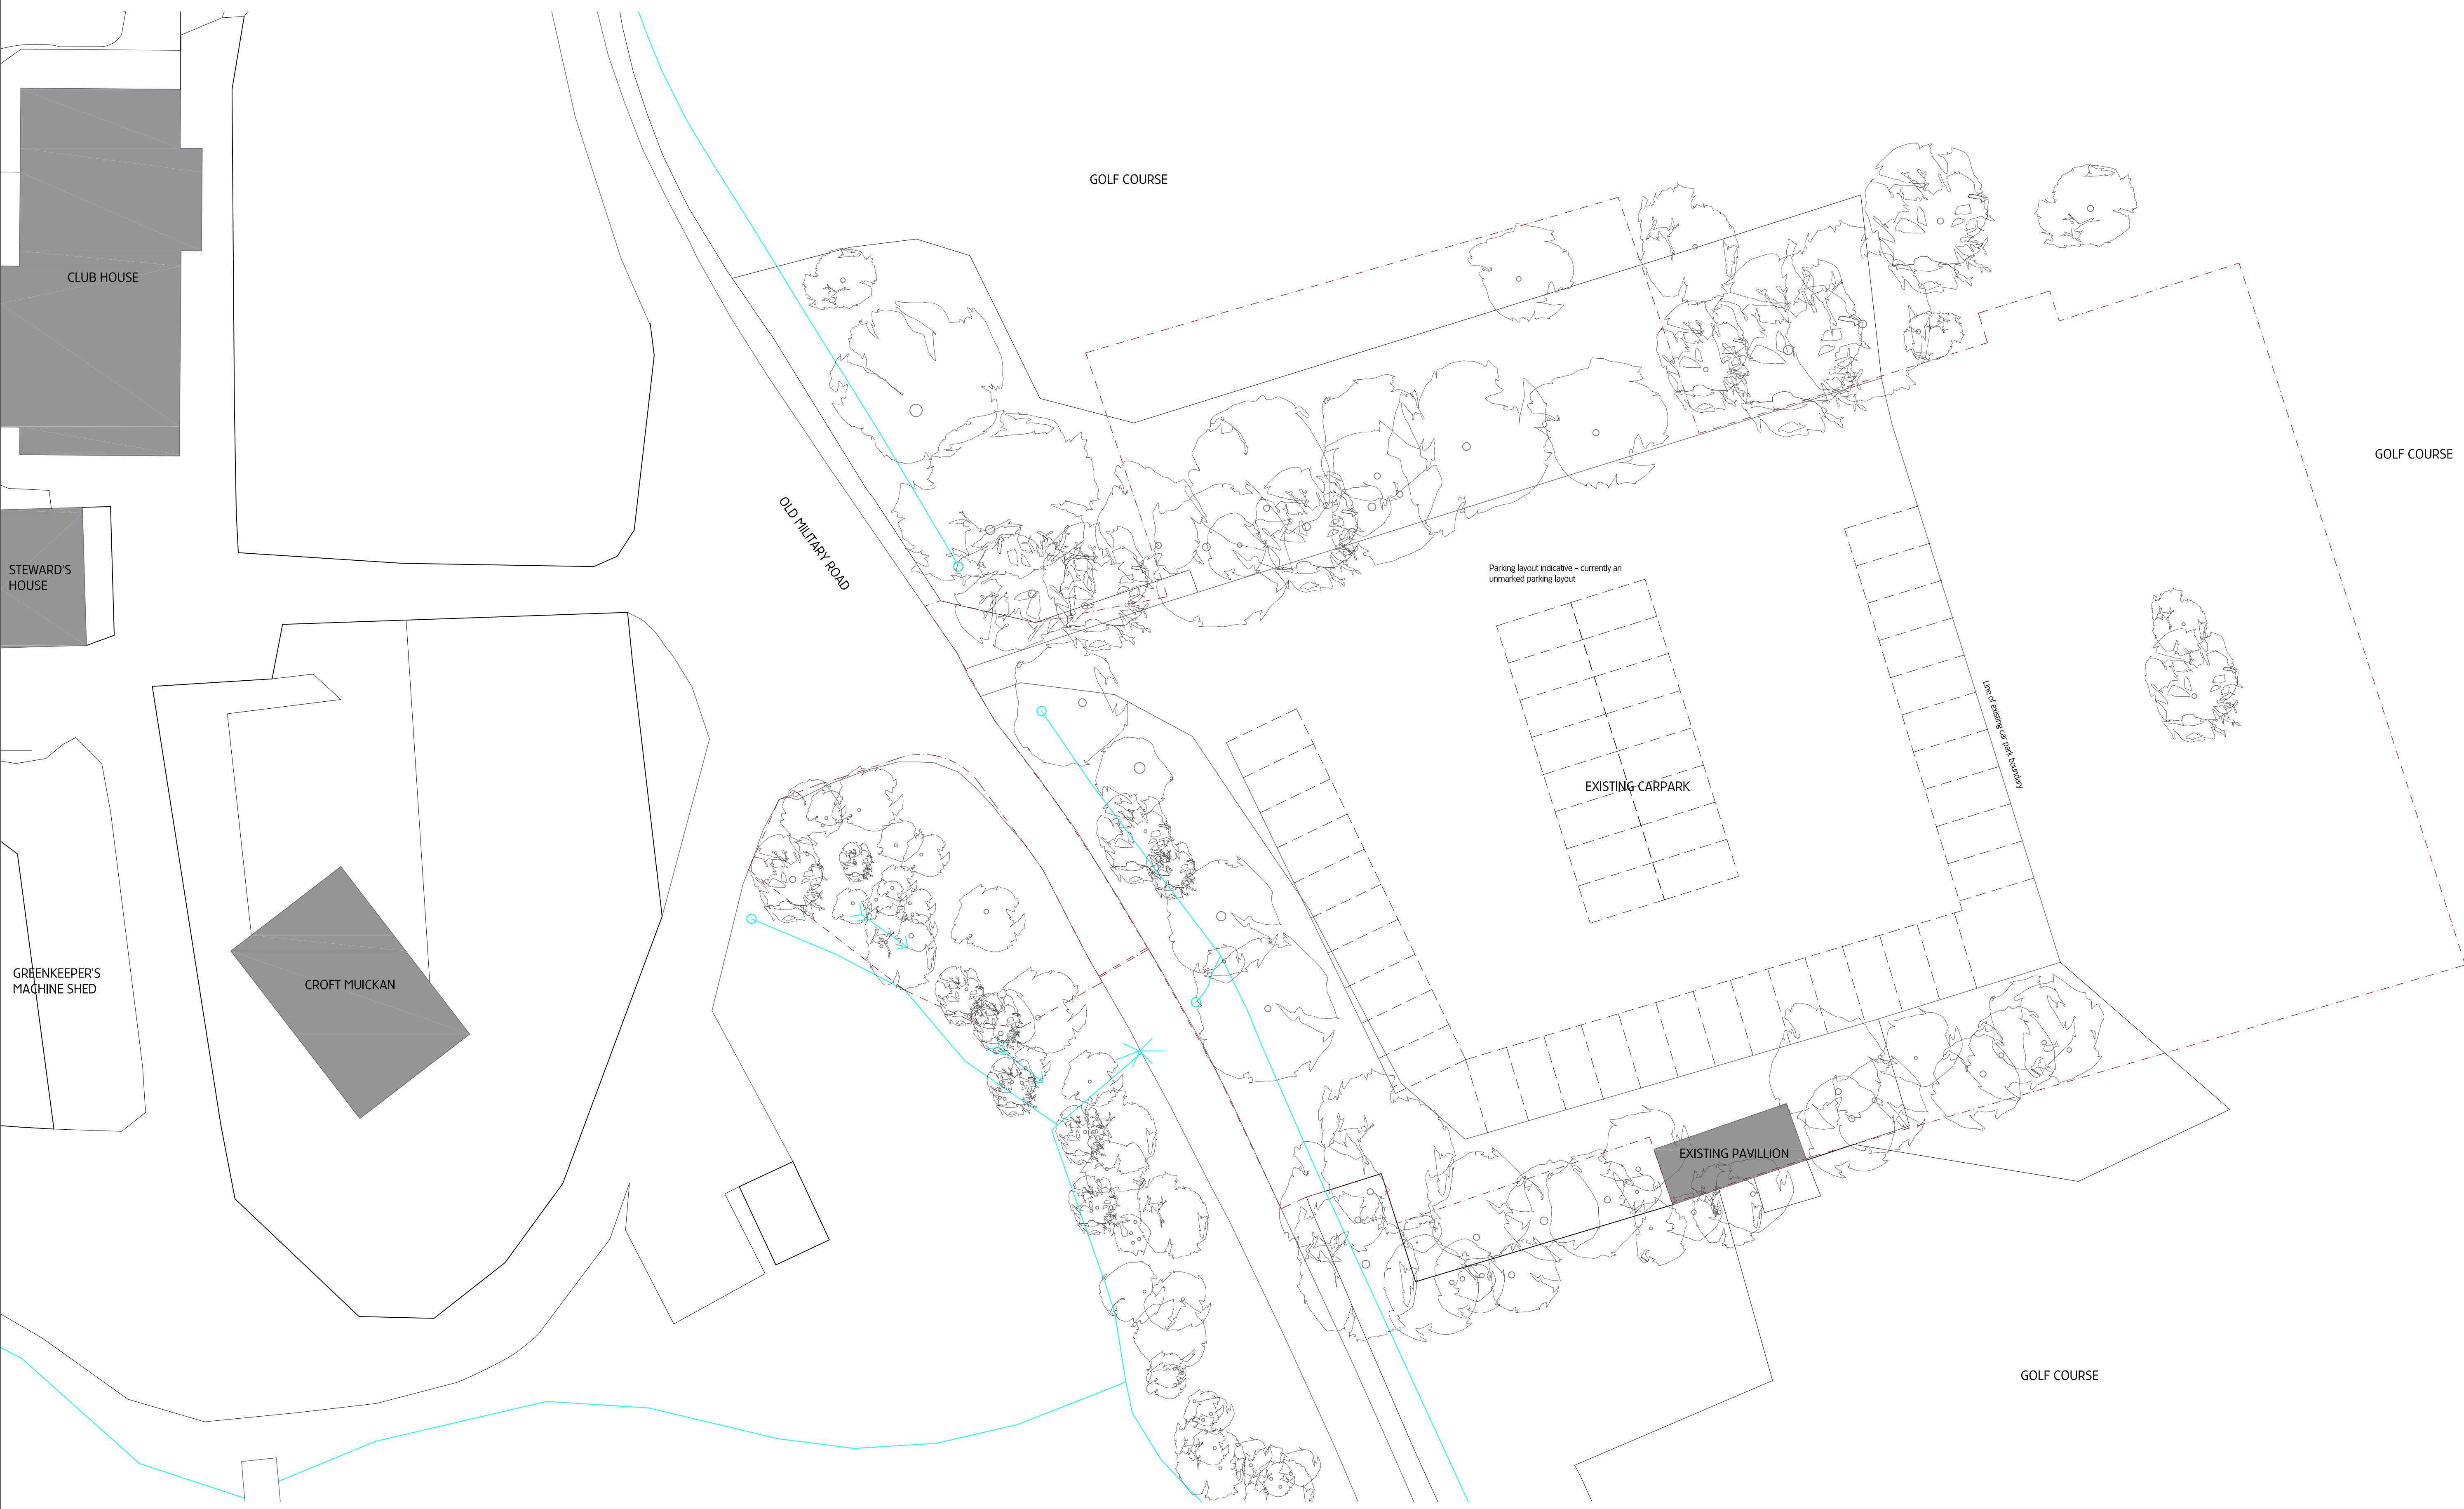 GOLF COURSE
CLUB HOUSE
GOLF COURSE
OLD MILITARY ROAD
STEWARD'S
HOUSE
Parking layout indicative – currently an
unmarked parking layout
Line of existing car park boundary
EXISTING CARPARK
GREENKEEPER'S
MACHINE SHED
CROFT MUICKAN
EXISTING PAVILLION
GOLF COURSE